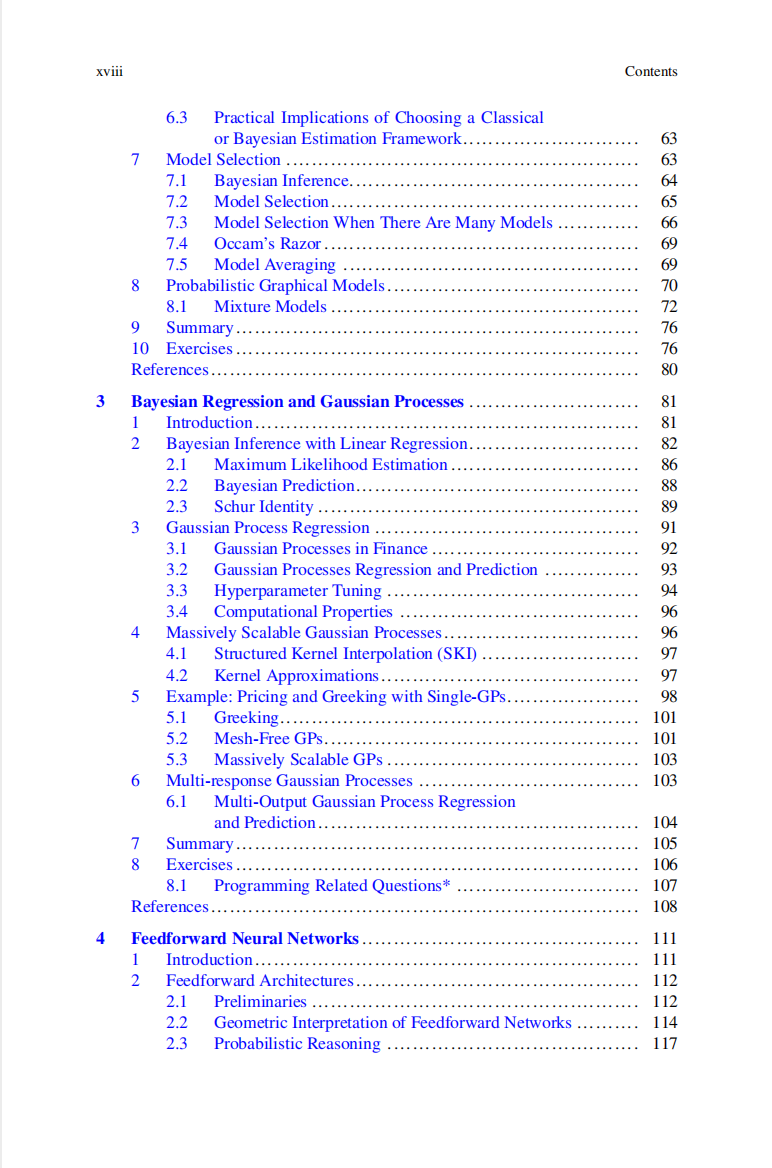 xviii Contents
6.3 Practical Implications of Choosing a Classical
or Bayesian Estimation Framework........................... 63
7 Model Selection ....................................................... 63
7.1 Bayesian Inference............................................. 64
7.2 Model Selection................................................ 65
7.3 Model Selection When There Are Many Models ............. 66
7.4 Occam's Razor ................................................. 69
7.5 Model Averaging .............................................. 69
8 Probabilistic Graphical Models....................................... 70
8.1 Mixture Models ................................................ 72
9 Summary............................................................... 76
10 Exercises ............................................................... 76
References................................................................... 80
3 Bayesian Regression and Gaussian Processes ........................... 81
1 Introduction............................................................ 81
2 Bayesian Inference with Linear Regression........................... 82
2.1 Maximum Likelihood Estimation .............................. 86
2.2 Bayesian Prediction............................................ 88
2.3 Schur Identity .................................................. 89
3 Gaussian Process Regression ......................................... 91
3.1 Gaussian Processes in Finance ................................. 92
3.2 Gaussian Processes Regression and Prediction ............... 93
3.3 Hyperparameter Tuning ........................................ 94
3.4 Computational Properties ...................................... 96
4 Massively Scalable Gaussian Processes............................... 96
4.1 Structured Kernel Interpolation (SKI) ......................... 97
4.2 Kernel Approximations......................................... 97
5 Example: Pricing and Greeking with Single-GPs..................... 98
5.1 Greeking......................................................... 101
5.2 Mesh-Free GPs.................................................. 101
5.3 Massively Scalable GPs ........................................ 103
6 Multi-response Gaussian Processes ................................... 103
6.1 Multi-Output Gaussian Process Regression
and Prediction................................................... 104
7 Summary............................................................... 105
8 Exercises ............................................................... 106
8.1 Programming Related Questions* ............................. 107
References................................................................... 108
4 Feedforward Neural Networks............................................ 111
1 Introduction............................................................ 111
2 Feedforward Architectures............................................. 112
2.1 Preliminaries .................................................... 112
2.2 Geometric Interpretation of Feedforward Networks .......... 114
2.3 Probabilistic Reasoning ........................................ 117